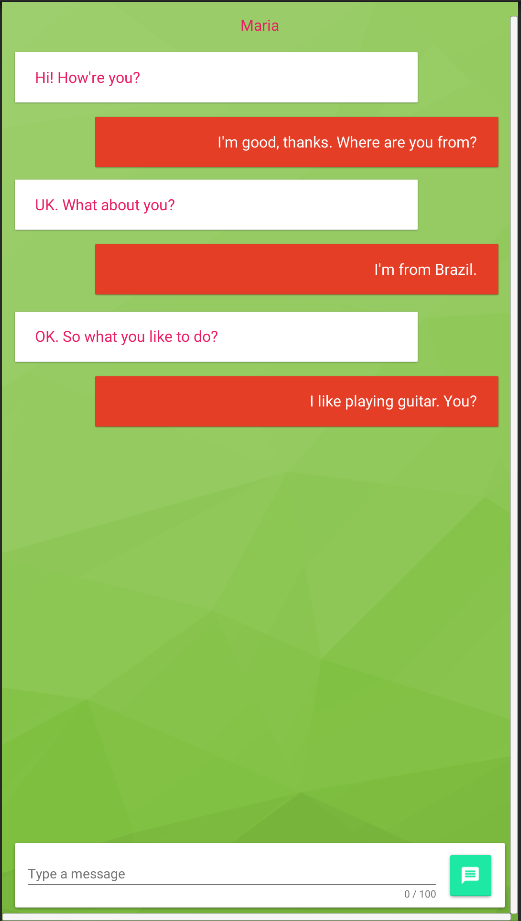 Maria
Hi! How're you?
I'm good, thanks. Where are you from?
UK. What about you?
I'm from Brazil.
OK. So what you like to do?
I like playing guitar. You?
Type a message
0 / 100